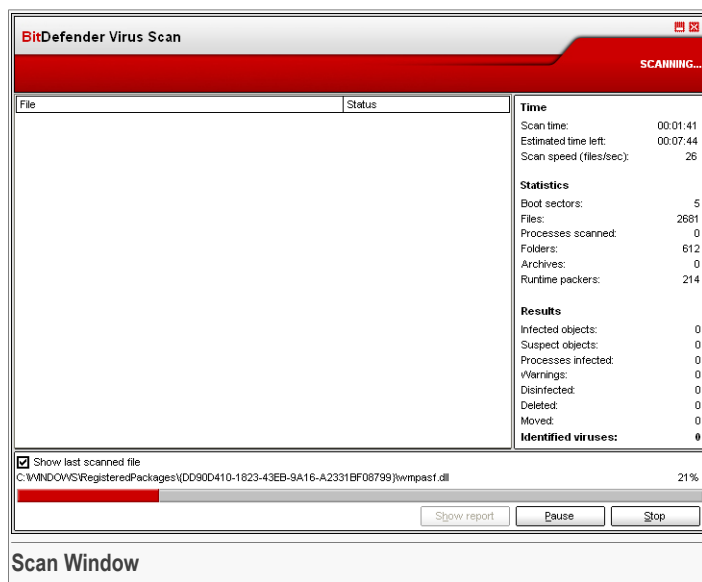 BitDefender Virus Scan
SCANNING...
File Status
Time
Scan time: 00:01:41
Estimated time left: 00:07:44
Scan speed (files/sec): 26
Statistics
Boot sectors: 5
Files: 2681
Processes scanned: 0
Folders: 612
Archives: 0
Runtime packers: 214
Results
Infected objects: 0
Suspect objects: 0
Processes infected: 0
Warnings: 0
Disinfected: 0
Deleted: 0
Moved: 0
Identified viruses: 0
Show last scanned file
C:\WINDOWS\RegisteredPackages\{DD90D410-1823-43EB-9A16-A2331BF08799}\wmpasf.dll 21%
Show report Pause Stop
Scan Window